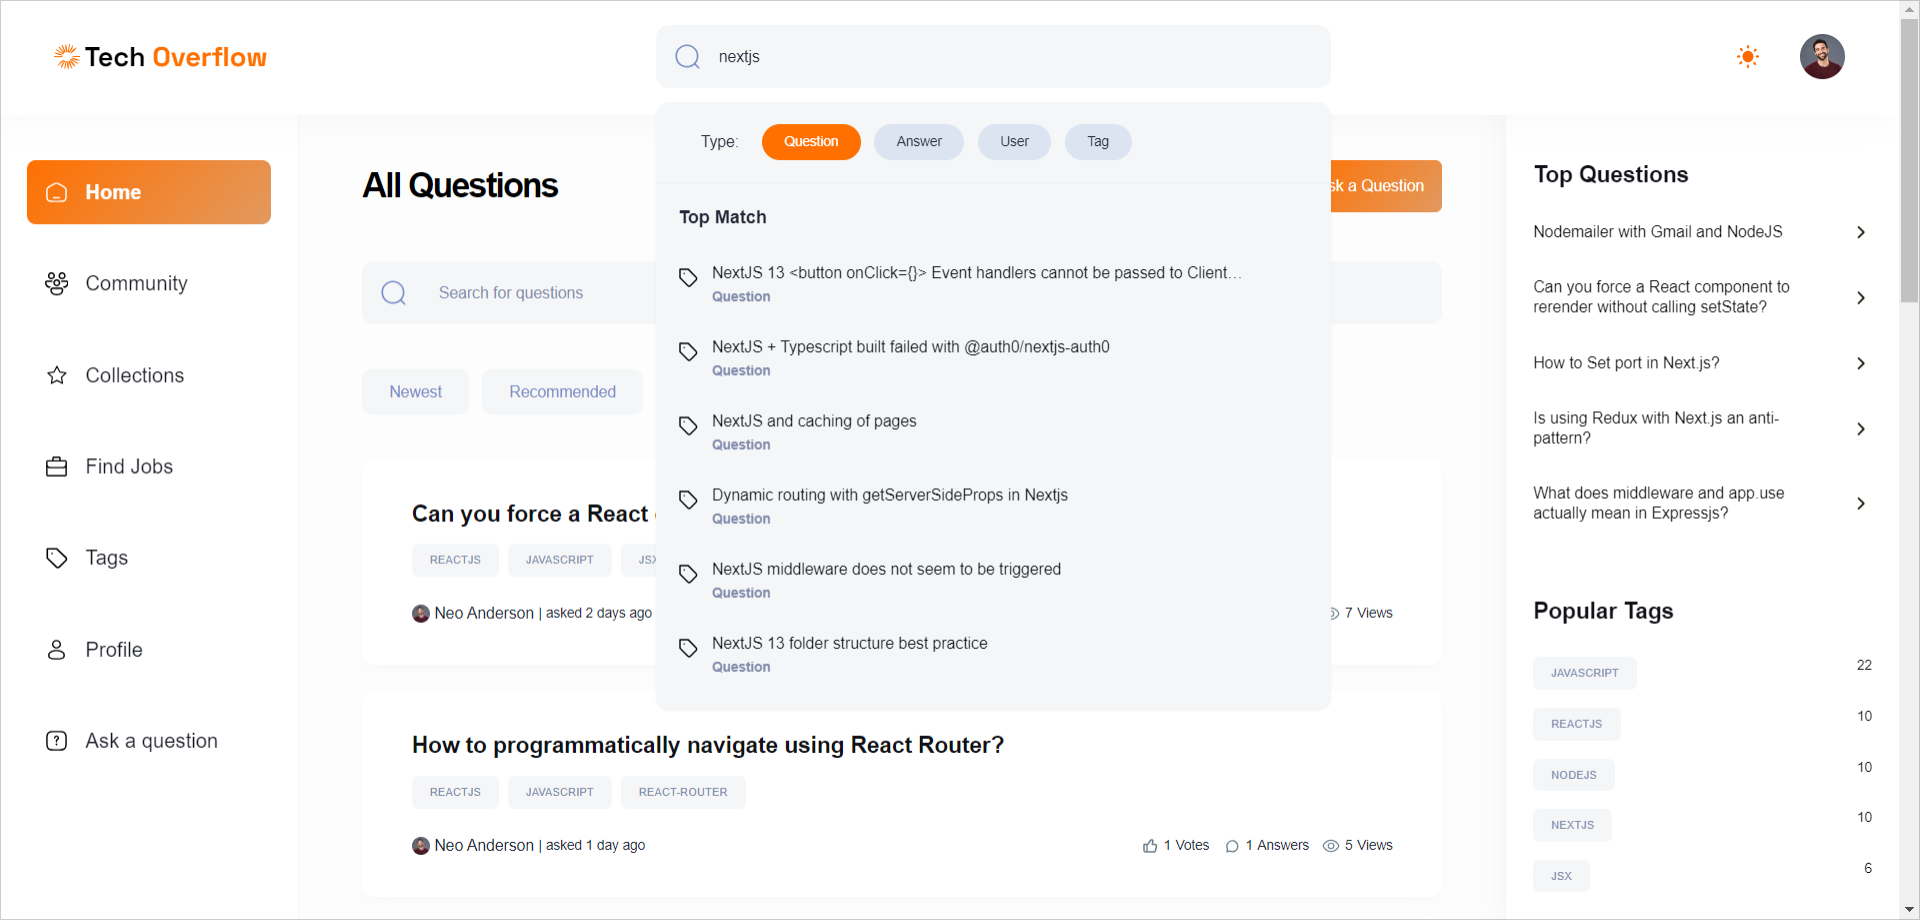 Tech Overflow
nextjs
Type: Question Answer User Tag
Top Match
NextJS 13 <button onClick={}> Event handlers cannot be passed to Client…
Question
NextJS + Typescript built failed with @auth0/nextjs-auth0
Question
NextJS and caching of pages
Question
Dynamic routing with getServerSideProps in Nextjs
Question
NextJS middleware does not seem to be triggered
Question
NextJS 13 folder structure best practice
Question
Home
Community
Collections
Find Jobs
Tags
Profile
Ask a question
All Questions
sk a Question
Search for questions
Newest Recommended
Can you force a React
REACTJS JAVASCRIPT JSX
Neo Anderson | asked 2 days ago
7 Views
How to programmatically navigate using React Router?
REACTJS JAVASCRIPT REACT-ROUTER
Neo Anderson | asked 1 day ago
1 Votes 1 Answers 5 Views
Top Questions
Nodemailer with Gmail and NodeJS
Can you force a React component to
rerender without calling setState?
How to Set port in Next.js?
Is using Redux with Next.js an anti-
pattern?
What does middleware and app.use
actually mean in Expressjs?
Popular Tags
JAVASCRIPT 22
REACTJS 10
NODEJS 10
NEXTJS 10
JSX 6